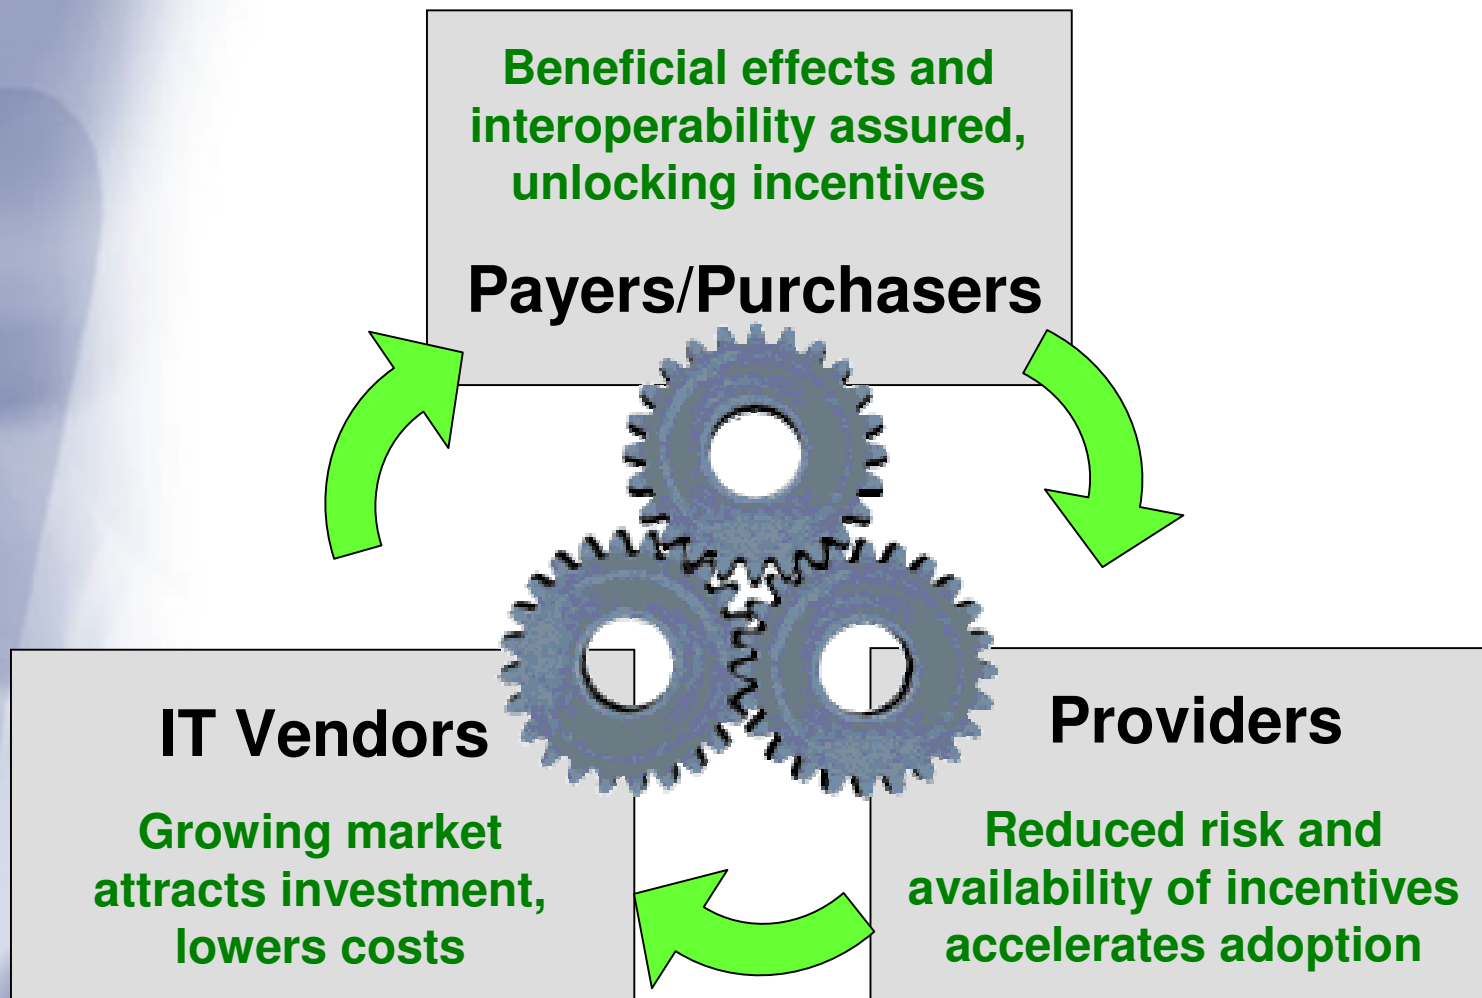 Beneficial effects and
interoperability assured,
unlocking incentives
Payers/Purchasers
IT Vendors
Growing market
attracts investment,
lowers costs
Providers
Reduced risk and
availability of incentives
accelerates adoption